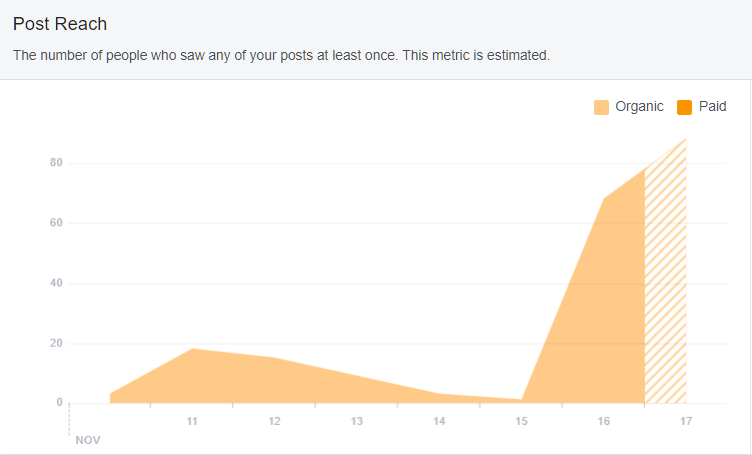 Post Reach
The number of people who saw any of your posts at least once. This metric is estimated.
Organic Paid
80
60
40
20
0
11 12 13 14 15 16 17
NOV